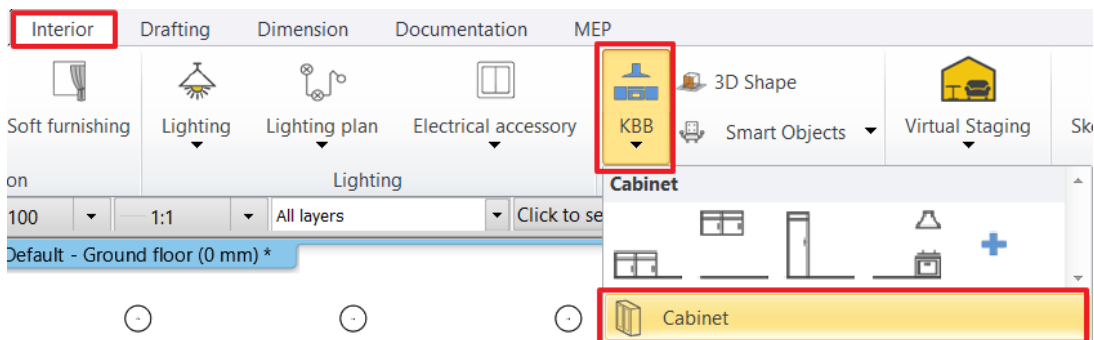 Interior Drafting Dimension Documentation MEP
3D Shape
Soft furnishing Lighting Lighting plan Electrical accessory KBB Smart Objects Virtual Staging
Lighting
Cabinet
100 1:1 All layers Click to se
Default - Ground floor (0 mm) *
Cabinet